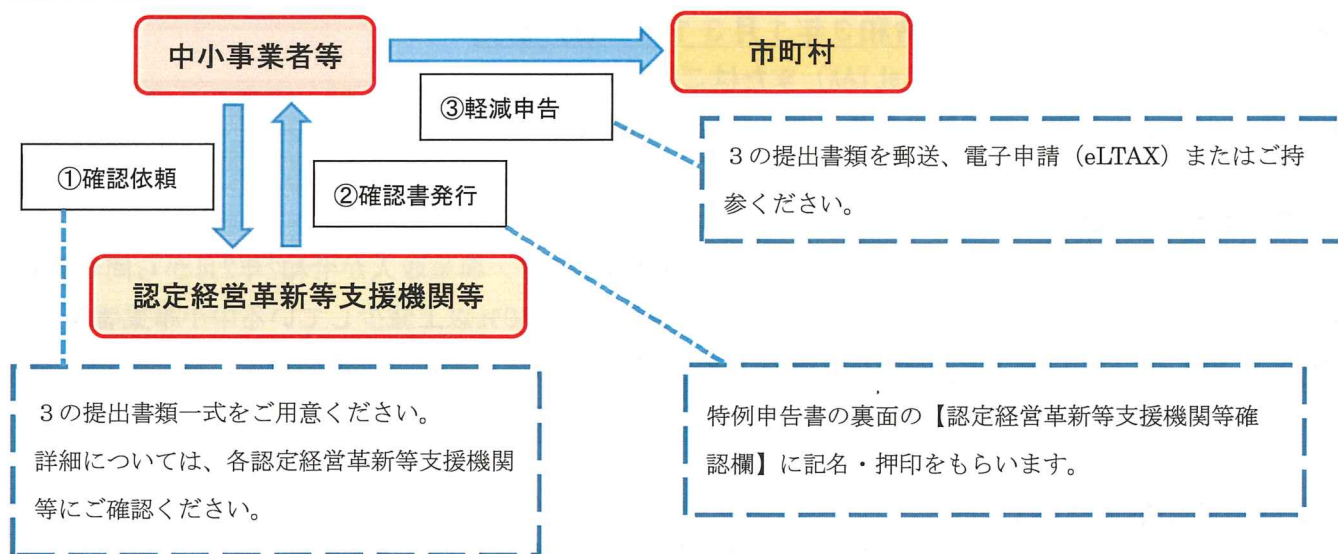 中小事業者等
市町村
③軽減申告
①確認依頼
②確認書発行
3の提出書類を郵送、電子申請（eLTAX）またはご持
参ください。
認定経営革新等支援機関等
3の提出書類一式をご用意ください。
詳細については、各認定経営革新等支援機関
等にご確認ください。
特例申告書の裏面の【認定経営革新等支援機関等確
認欄】に記名・押印をもらいます。